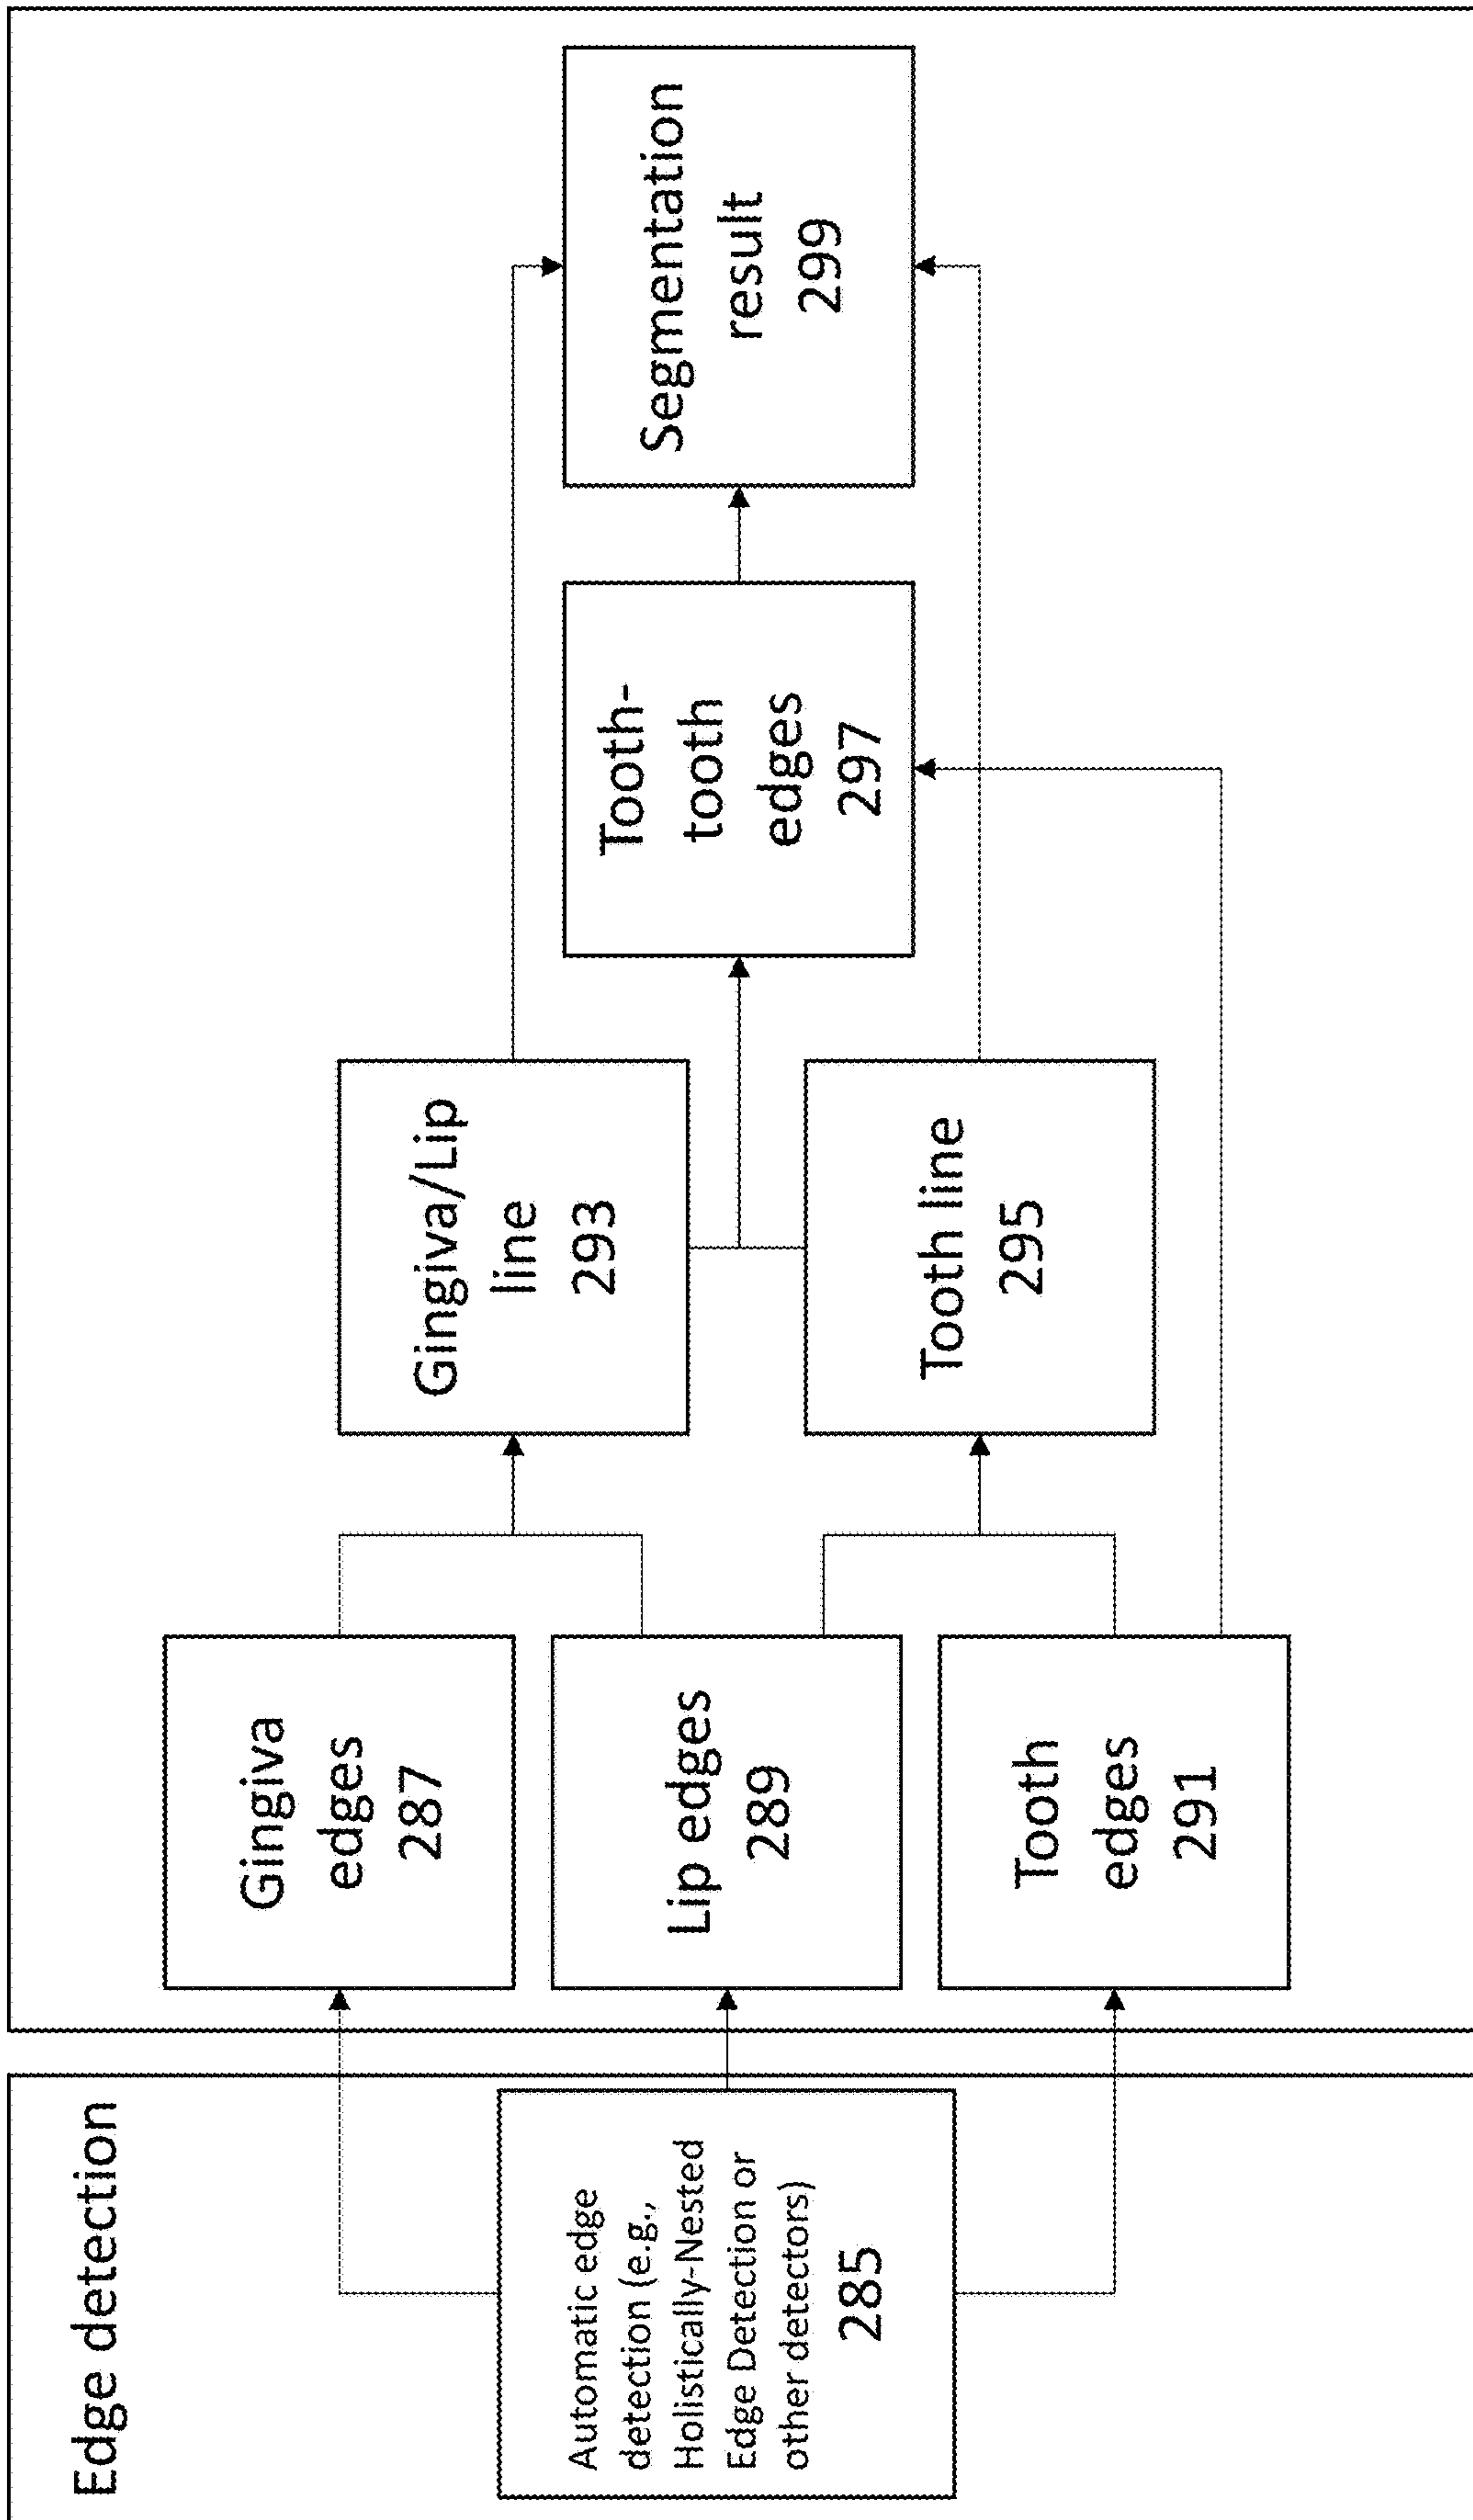 Edge detection
Automatic edge
detection (e.g.,
Holistically-Nested
Edge Detection or
other detectors)
285
Gingiva
edges
287
Lip edges
289
Tooth
edges
291
Gingiva/Lip
line
293
Tooth line
295
Tooth-
tooth
edges
297
Segmentation
result
299